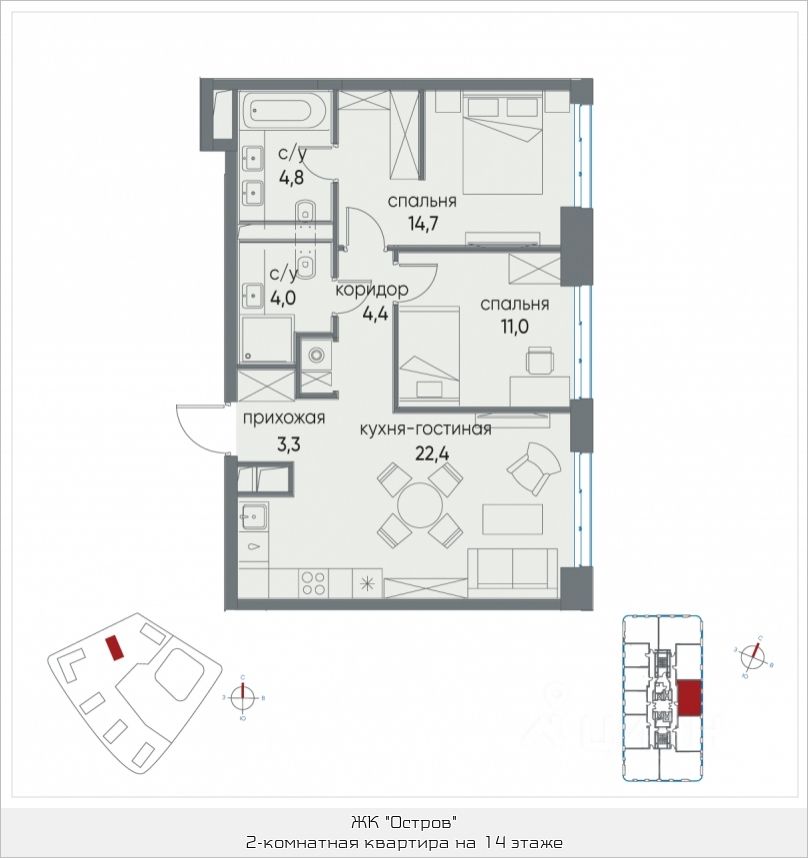 с/у
4,8
спальня
14,7
с/у
4,0
коридор
4,4
спальня
11,0
прихожая
3,3
кухня-гостиная
22,4
С
З В
Ю
С
З В
Ю
ЖК "Остров"
2-комнатная квартира на 14 этаже